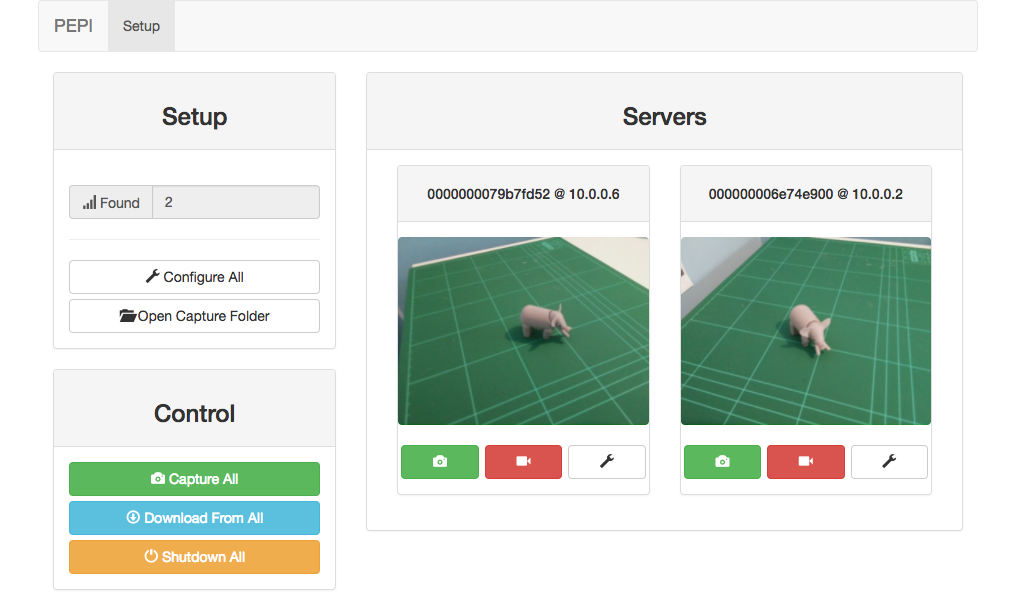 PEPI
Setup
Setup
Found
2
Configure All
Open Capture Folder
Control
Capture All
Download From All
Shutdown All
Servers
0000000079b7fd52 @ 10.0.0.6
000000006e74e900 @ 10.0.0.2